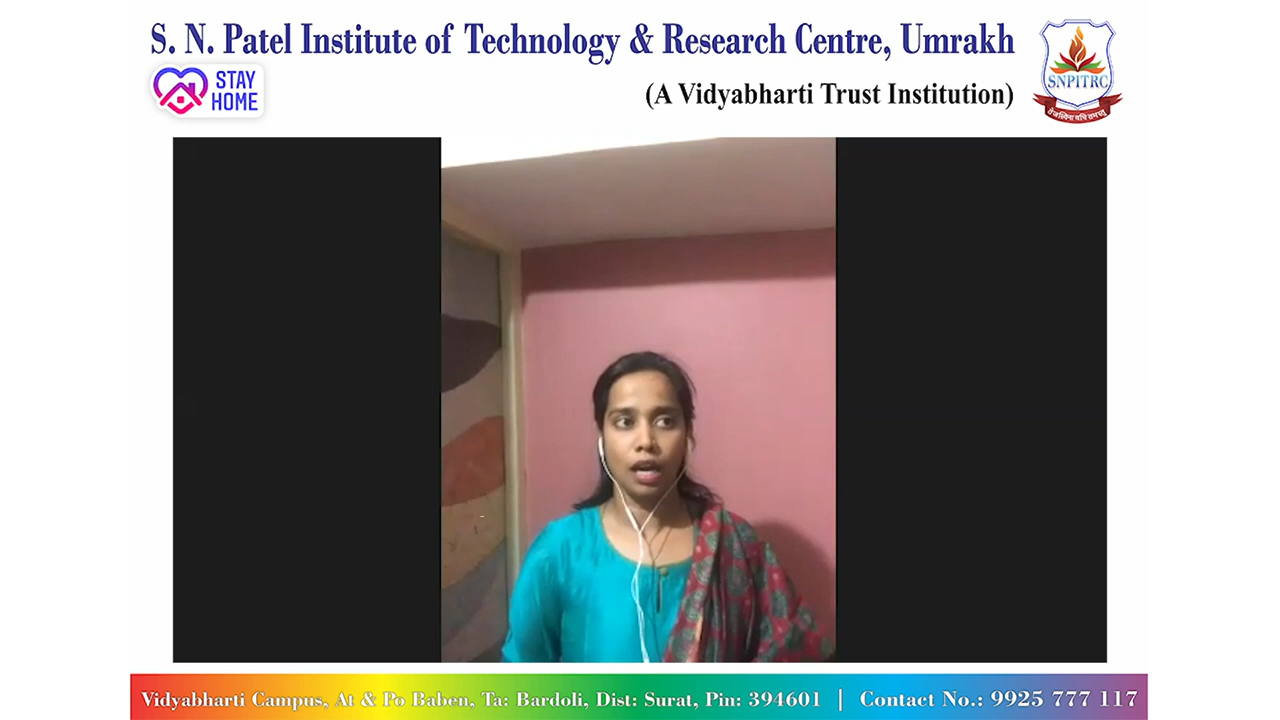 S. N. Patel Institute of Technology & Research Centre, Umrakh
STAY
HOME
(A Vidyabharti Trust Institution)
SNPITRC
Vidyabharti Campus, At & Po Baben, Ta: Bardoli, Dist: Surat, Pin: 394601 | Contact No.: 9925 777 117